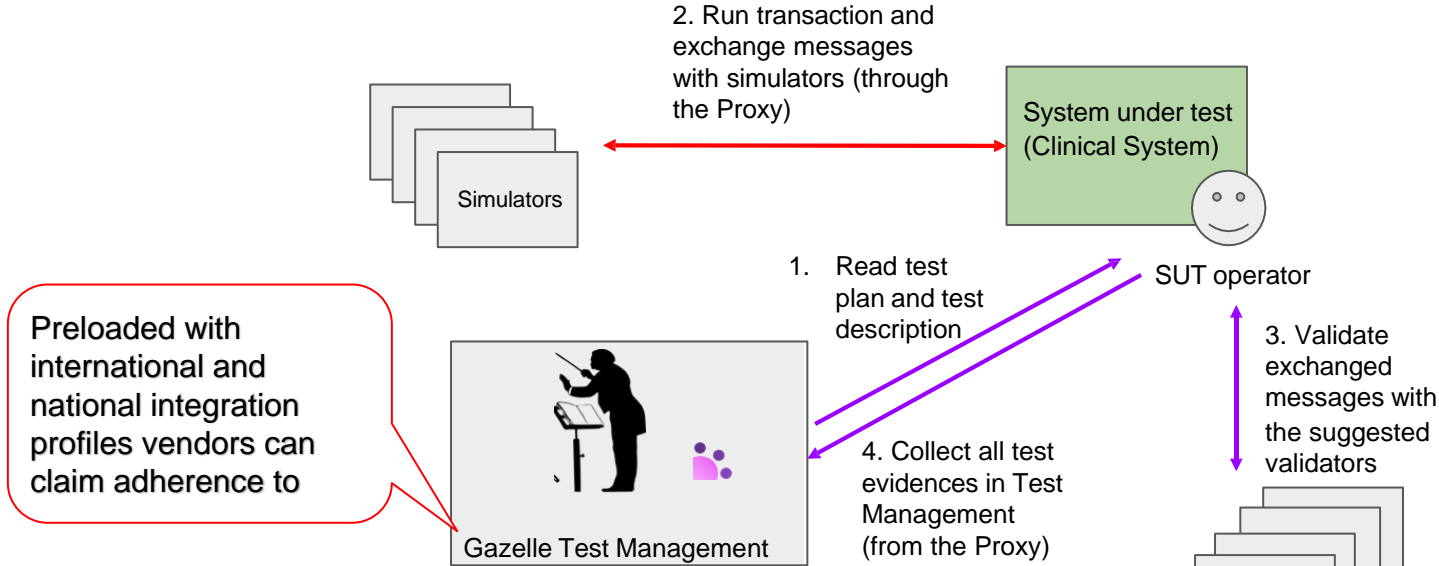 2. Run transaction and
exchange messages
with simulators (through
the Proxy)
System under test
(Clinical System)
Simulators
1. Read test
plan and test
description
SUT operator
Preloaded with
international and
national integration
profiles vendors can
claim adherence to
3. Validate
exchanged
messages with
the suggested
validators
4. Collect all test
evidences in Test
Management
(from the Proxy)
Gazelle Test Management